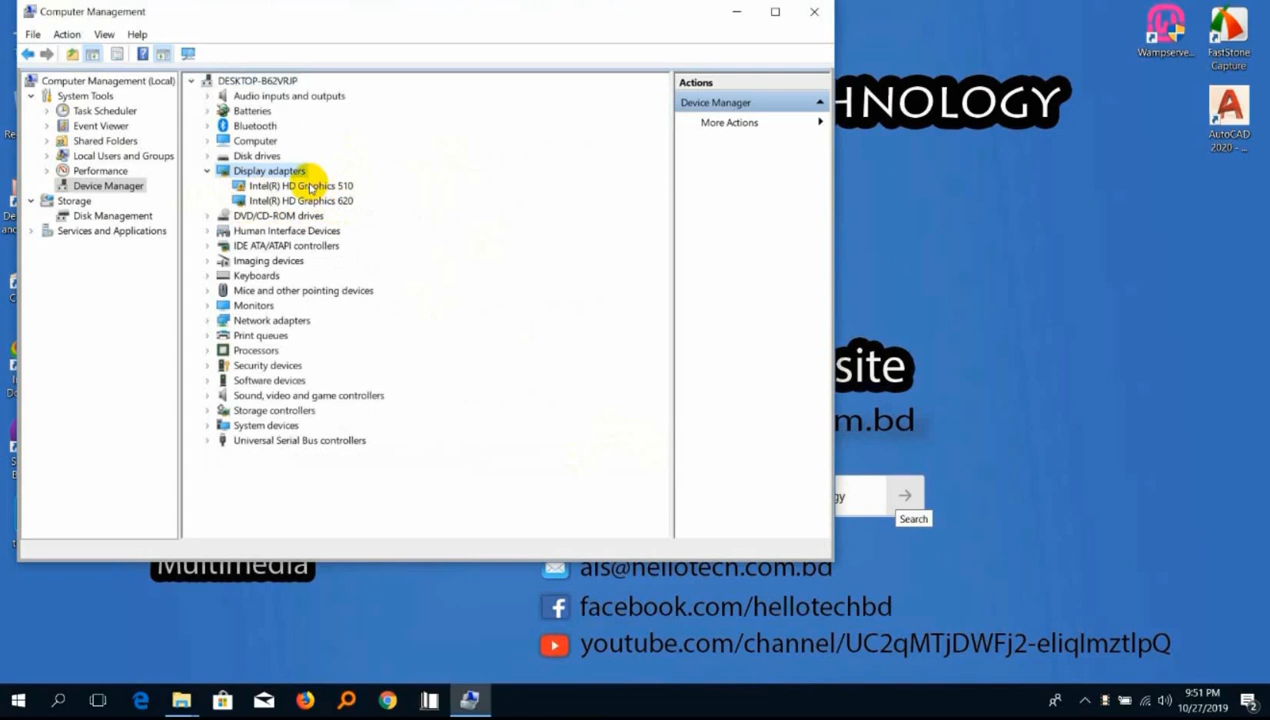 Computer Management
File Action View Help
Computer Management (Local)
System Tools
Task Scheduler
Event Viewer
Shared Folders
Local Users and Groups
Performance
Device Manager
Storage
Disk Management
Services and Applications
DESKTOP-B62VRJP
Audio inputs and outputs
Batteries
Bluetooth
Computer
Disk drives
Display adapters
Intel(R) HD Graphics 510
Intel(R) HD Graphics 620
DVD/CD-ROM drives
Human Interface Devices
IDE ATA/ATAPI controllers
Imaging devices
Keyboards
Mice and other pointing devices
Monitors
Network adapters
Print queues
Processors
Security devices
Software devices
Sound, video and game controllers
Storage controllers
System devices
Universal Serial Bus controllers
Actions
Device Manager
More Actions
Wampserve...
FastStone
Capture
AutoCAD
2020 - ...
HNOLOGY
site
m.bd
gy
Search
Multimedia
als@hellotech.com.bd
facebook.com/hellotechbd
youtube.com/channel/UC2qMTjDWFj2-eliqImztlpQ
9:51 PM
10/27/2019
2